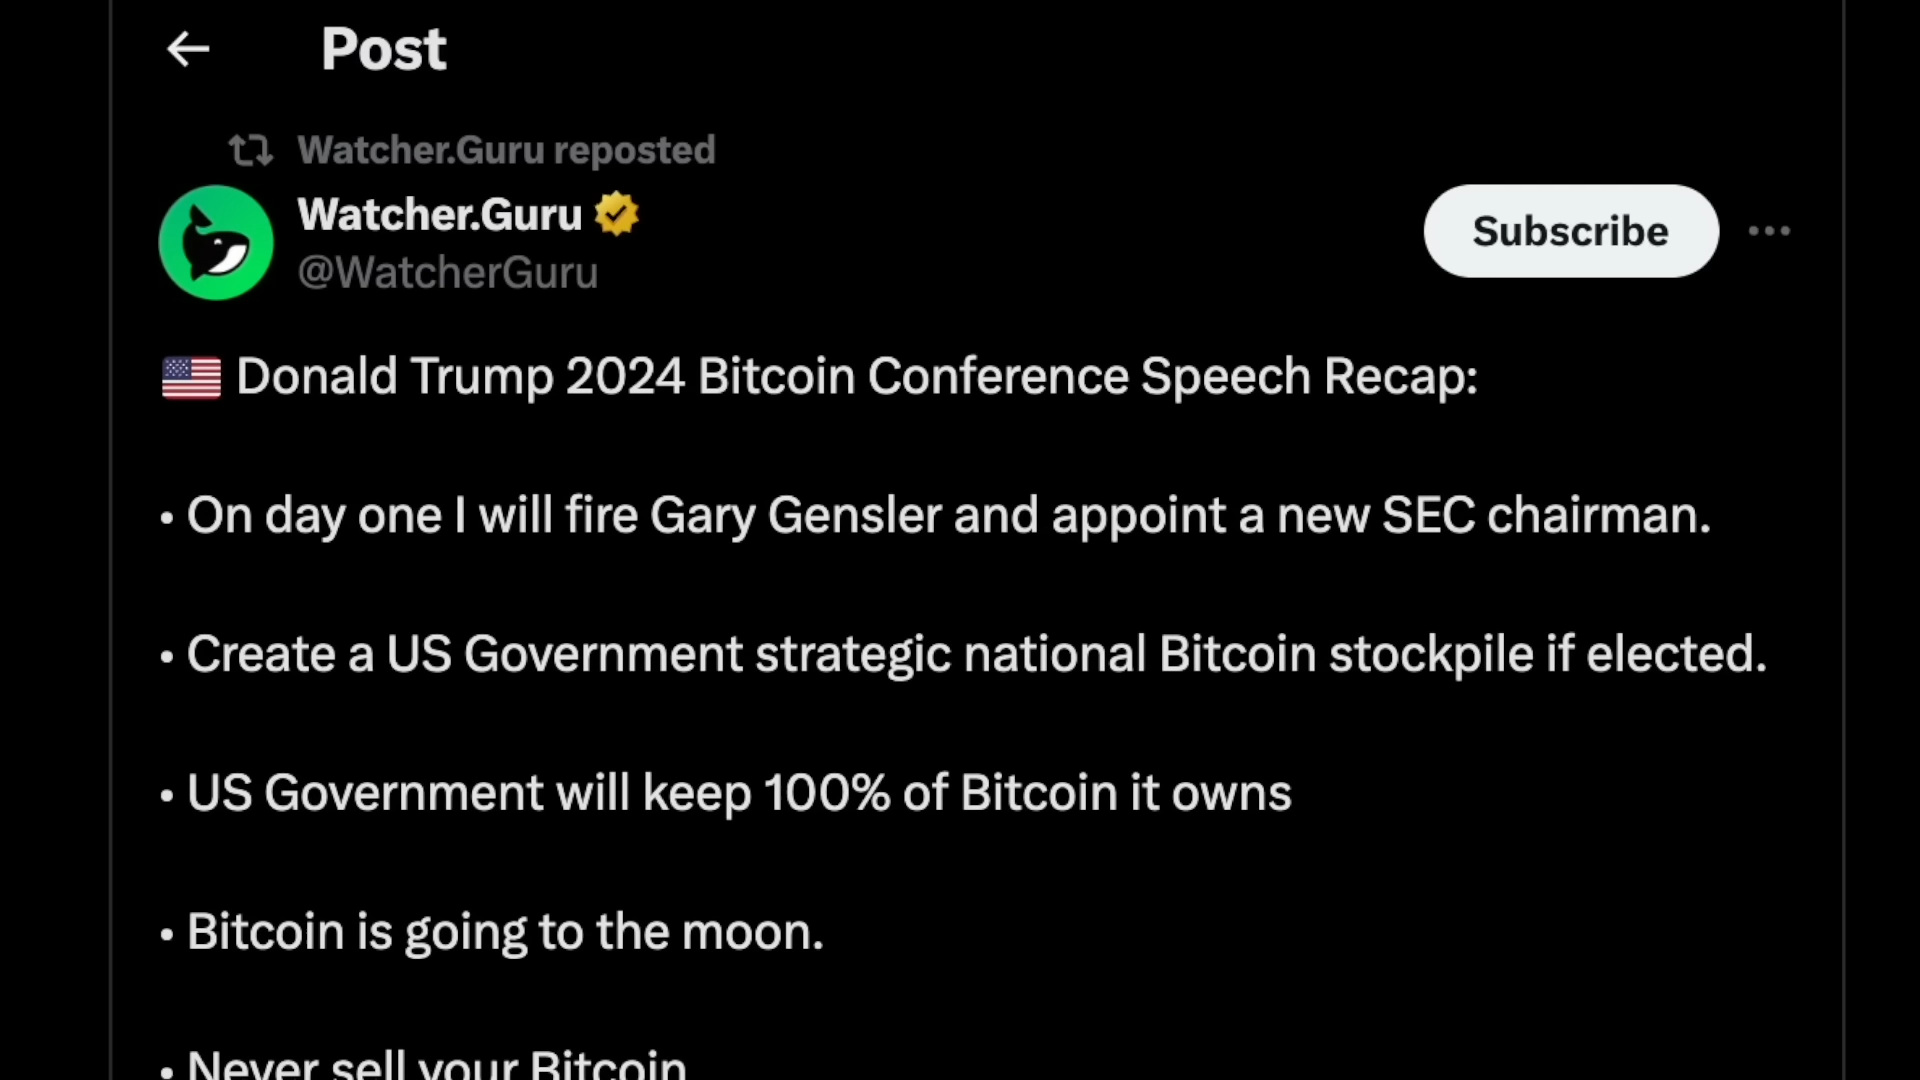 Post
Watcher.Guru reposted
Watcher.Guru
@WatcherGuru
Subscribe
🇺🇸 Donald Trump 2024 Bitcoin Conference Speech Recap:
• On day one I will fire Gary Gensler and appoint a new SEC chairman.
• Create a US Government strategic national Bitcoin stockpile if elected.
• US Government will keep 100% of Bitcoin it owns
• Bitcoin is going to the moon.
• Never sell your Bitcoin